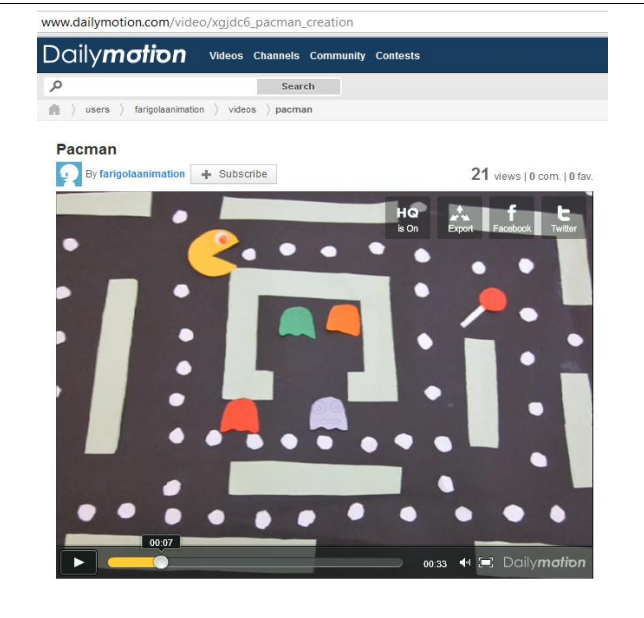 www.dailymotion.com/video/xgjdc6_pacman_creation
Dailymotion Videos Channels Community Contests
Search
users farigolaanimation videos pacman
Pacman
By farigolaanimation + Subscribe 21 views | 0 com. | 0 fav.
HQ
is On Export Facebook Twitter
00:07
00:33 Dailymotion